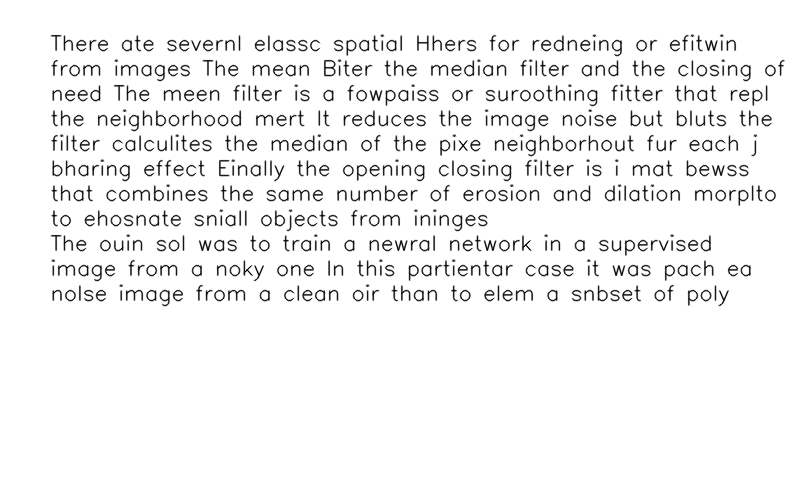 There ate severnl elassc spatial Hhers for redneing or efitwin
from images The mean Biter the median filter and the closing of
need The meen filter is a fowpaiss or suroothing fitter that repl
the neighborhood mert It reduces the image noise but bluts the
filter calculites the median of the pixe neighborhout fur each j
bharing effect Einally the opening closing filter is i mat bewss
that combines the same number of erosion and dilation morplto
to ehosnate sniall objects from ininges
The ouin sol was to train a newral network in a supervised
image from a noky one In this partientar case it was pach ea
nolse image from a clean oir than to elem a snbset of poly